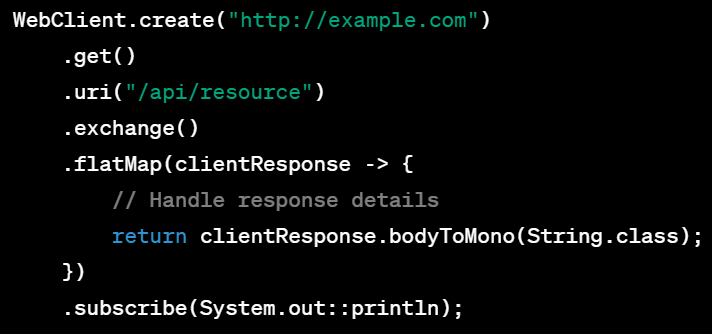 WebClient.create("http://example.com")
    .get()
    .uri("/api/resource")
    .exchange()
    .flatMap(clientResponse -> {
        // Handle response details
        return clientResponse.bodyToMono(String.class);
    })
    .subscribe(System.out::println);